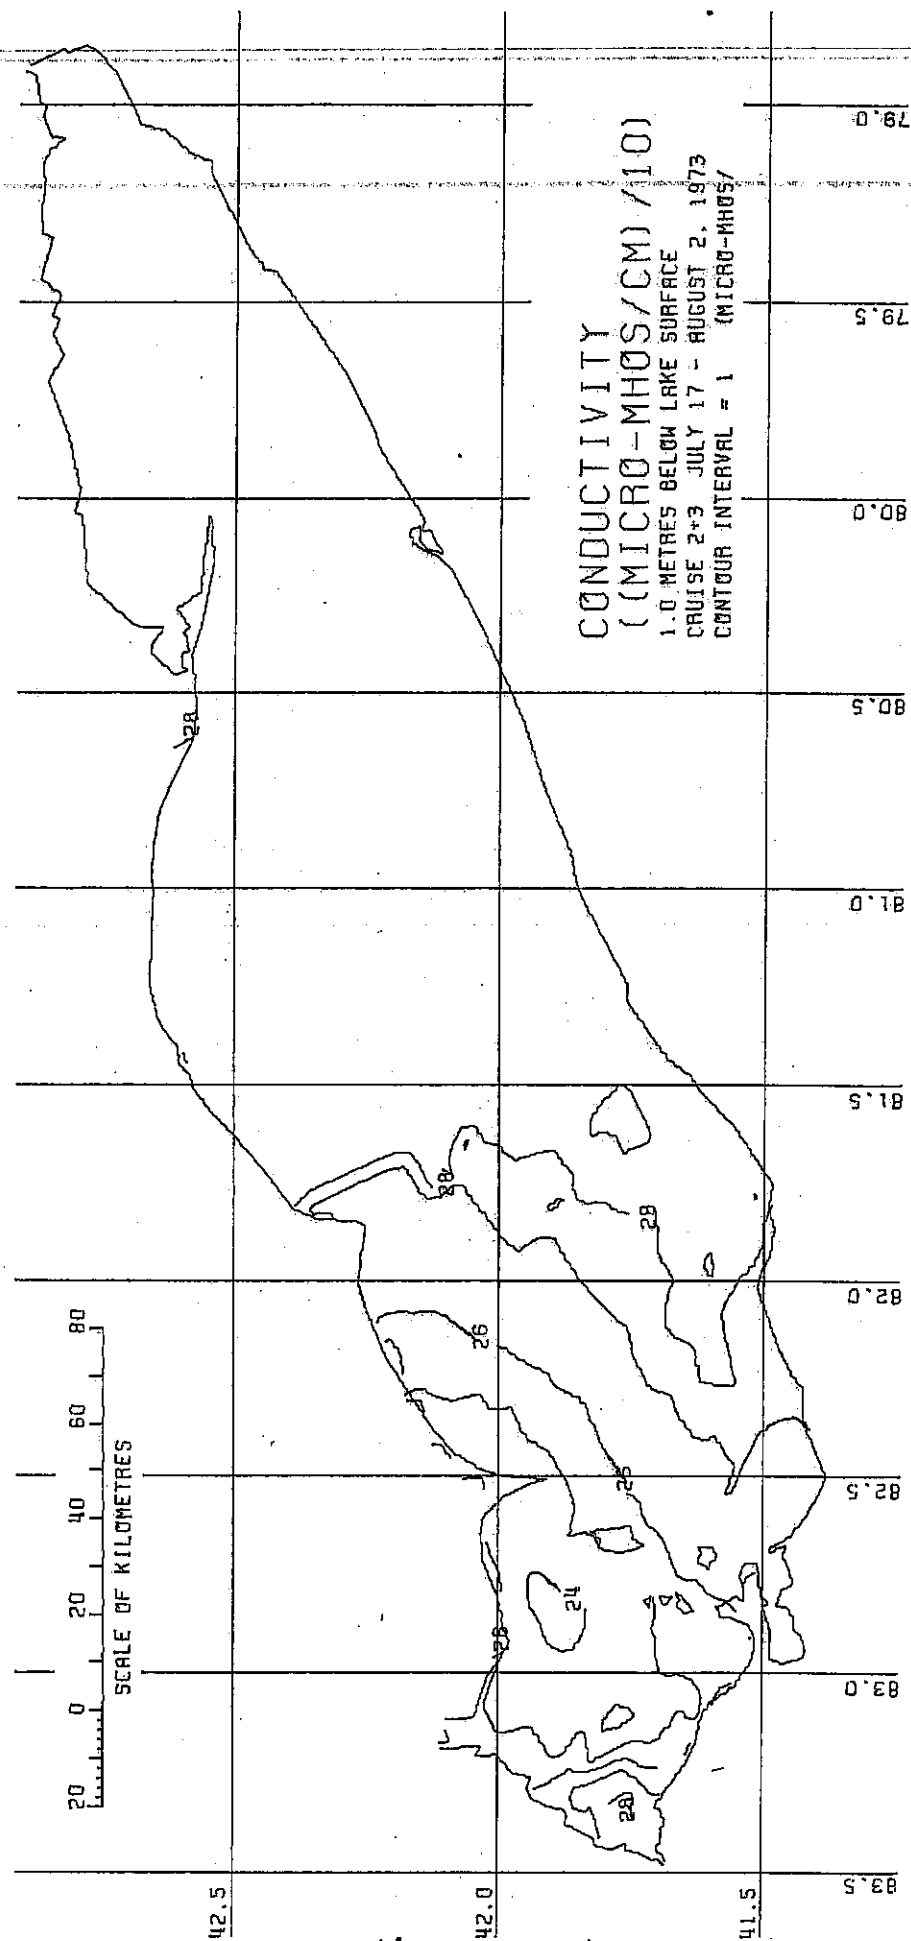 CONDUCTIVITY
((MICRO-MHOS/CM)/10)
1.0 METRES BELOW LAKE SURFACE
CRUISE 2+3 JULY 17 - AUGUST 2, 1973
CONTOUR INTERVAL = 1 (MICRO-MHOS/
20 0 20 40 60 80
SCALE OF KILOMETRES
42.5
42.0
41.5
83.5
83.0
82.5
82.0
81.5
81.0
80.5
80.0
79.5
79.0
28
28
28
26
26
24
28